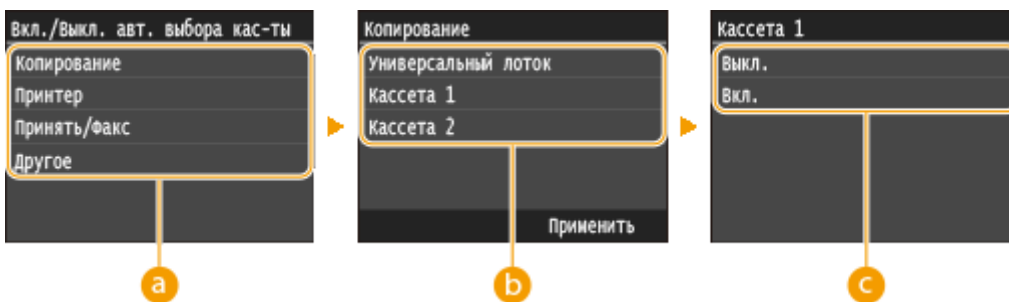 Вкл./Выкл. авт. выбора кас-ты
Копирование
Принтер
Принять/Факс
Другое
a
Копирование
Универсальный лоток
Кассета 1
Кассета 2
Применить
b
Кассета 1
Выкл.
Вкл.
c